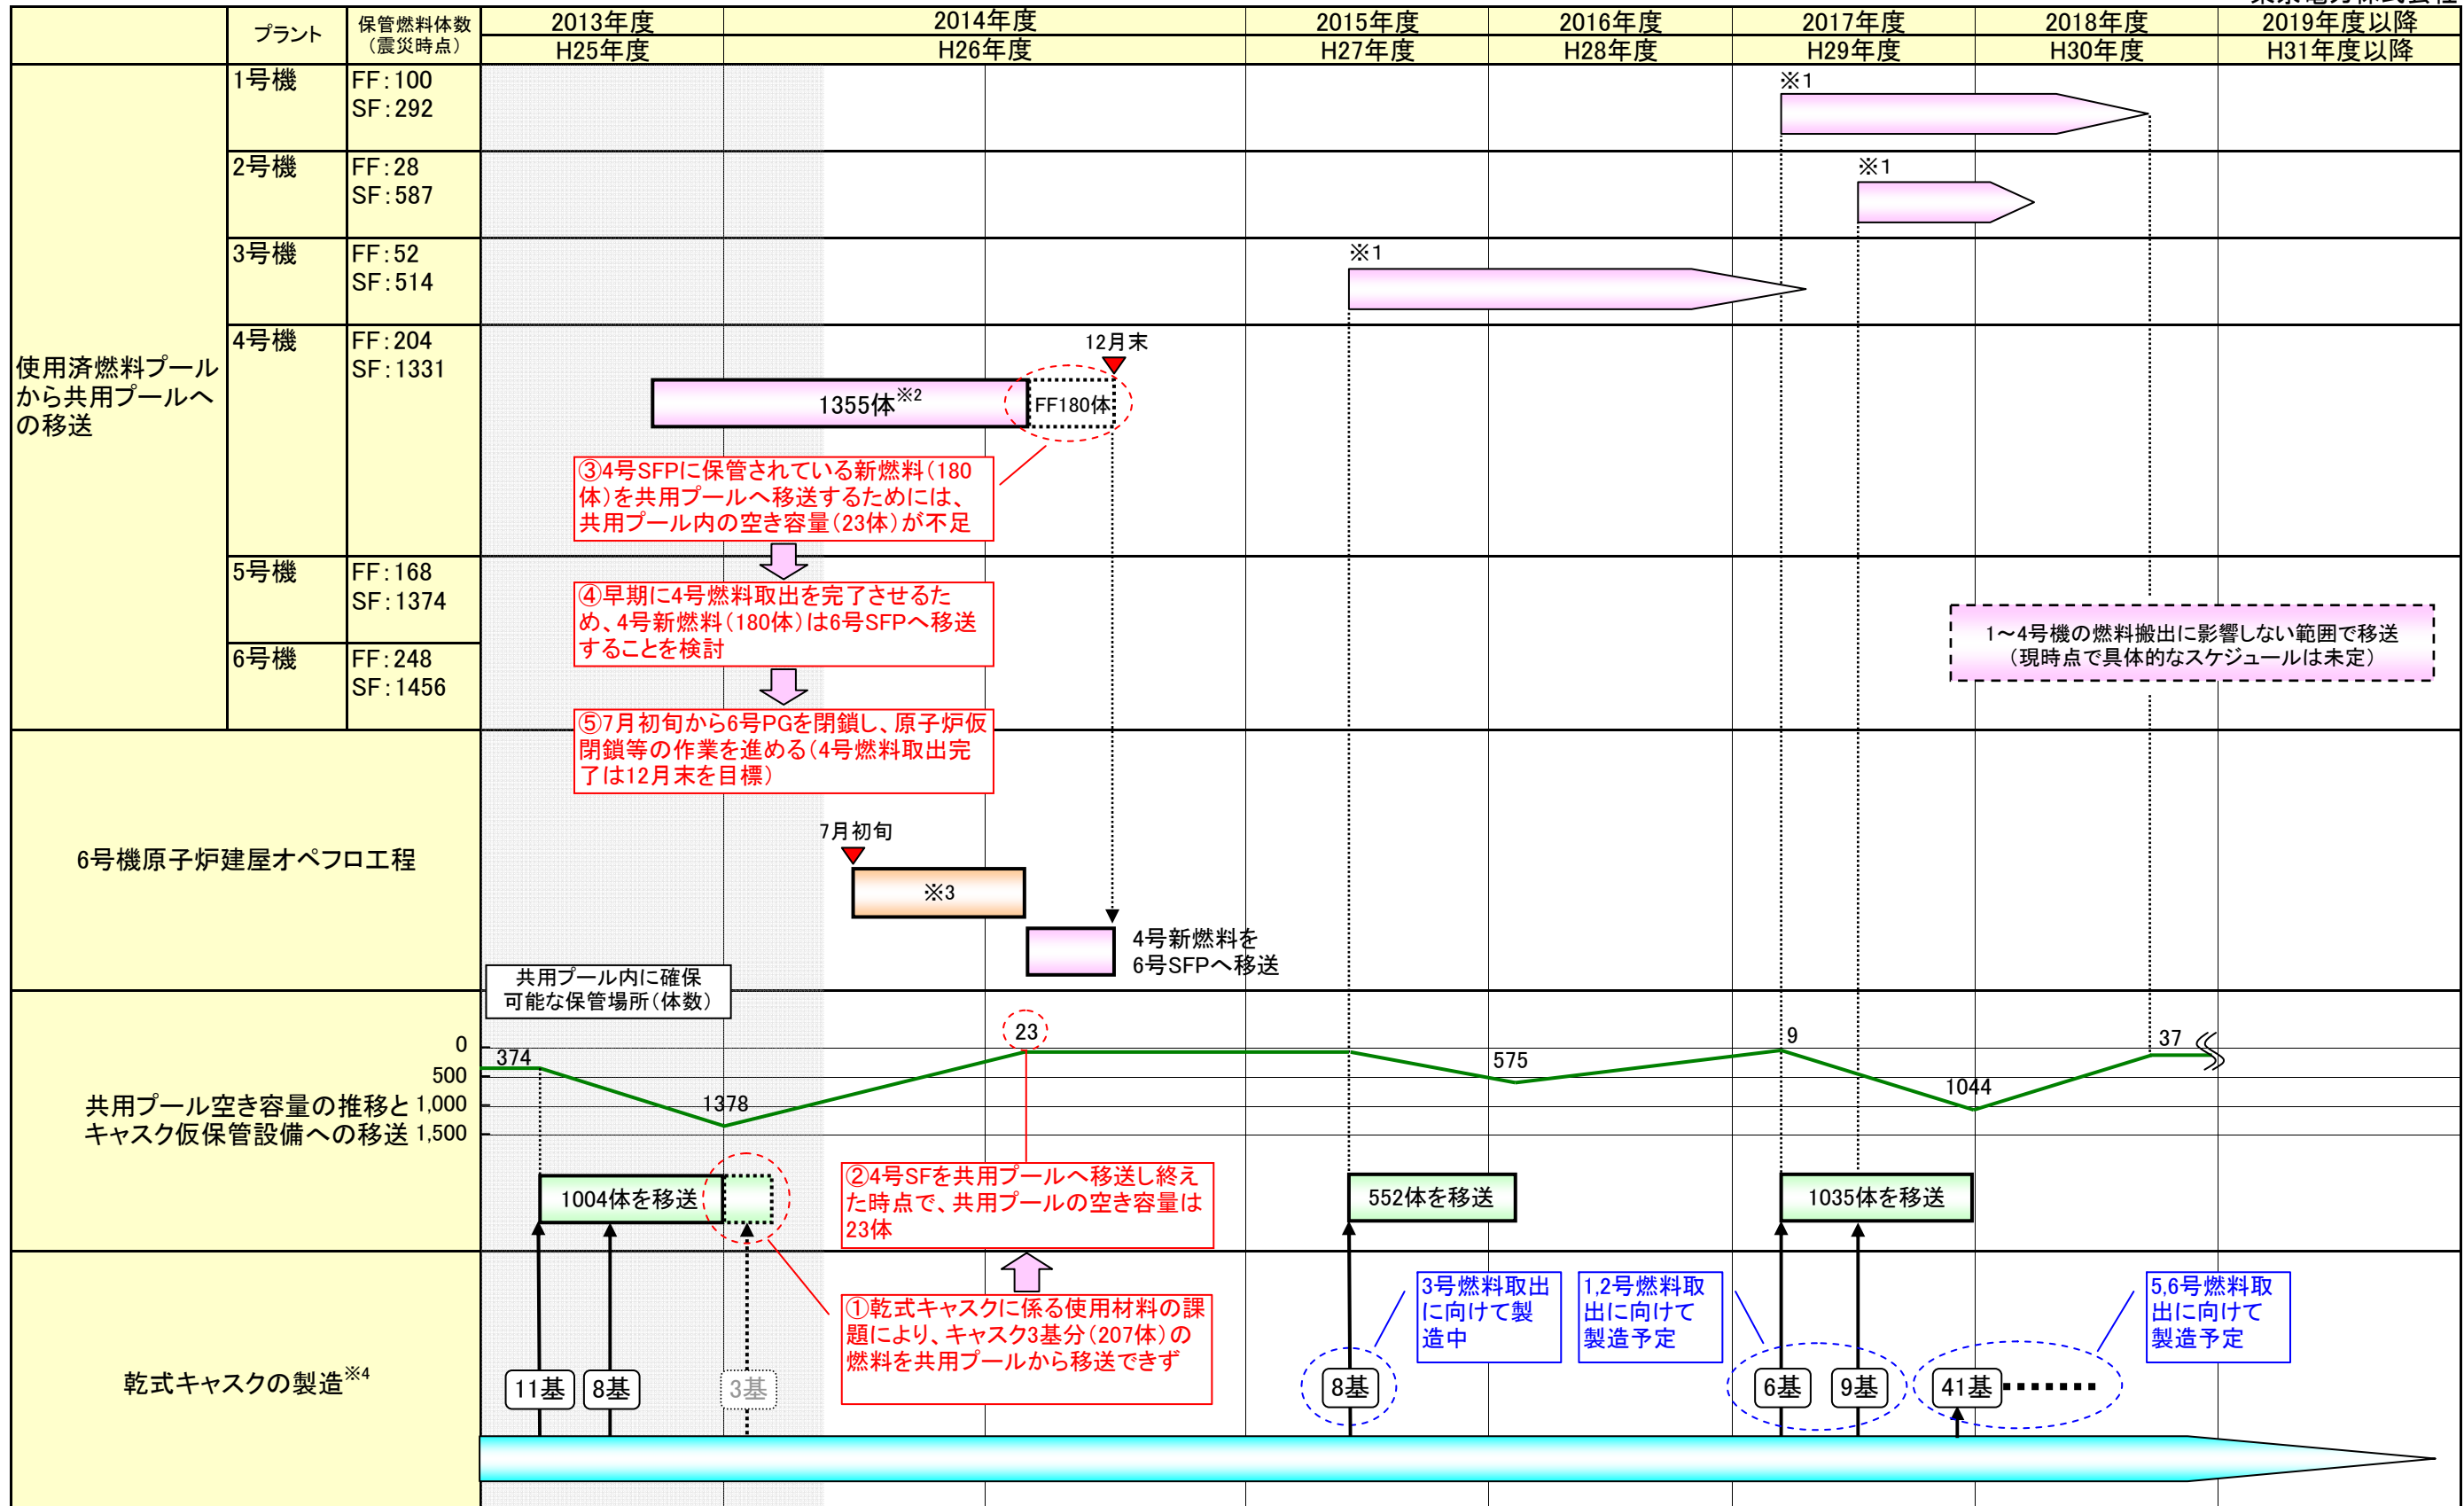 プラント
保管燃料体数
（震災時点）
2013年度
2014年度
2015年度
2016年度
2017年度
2018年度
2019年度以降
H25年度
H26年度
H27年度
H28年度
H29年度
H30年度
H31年度以降
使用済燃料プール
から共用プールへ
の移送
1号機
FF:100
SF:292
※1
2号機
FF:28
SF:587
※1
3号機
FF:52
SF:514
※1
4号機
FF:204
SF:1331
12月末
1355体※2
FF180体
③4号SFPに保管されている新燃料（180
体）を共用プールへ移送するためには、
共用プール内の空き容量（23体）が不足
5号機
FF:168
SF:1374
④早期に4号燃料取出を完了させるた
め、4号新燃料（180体）は6号SFPへ移送
することを検討
1～4号機の燃料搬出に影響しない範囲で移送
（現時点で具体的なスケジュールは未定）
6号機
FF:248
SF:1456
⑤7月初旬から6号PGを閉鎖し、原子炉仮
閉鎖等の作業を進める（4号燃料取出完
了は12月末を目標）
6号機原子炉建屋オペフロ工程
7月初旬
※3
4号新燃料を
6号SFPへ移送
共用プール内に確保
可能な保管場所（体数）
共用プール空き容量の推移と
キャスク仮保管設備への移送
0
500
1,000
1,500
374
1378
23
575
9
1044
37
1004体を移送
②4号SFを共用プールへ移送し終え
た時点で、共用プールの空き容量は
23体
552体を移送
1035体を移送
乾式キャスクの製造※4
①乾式キャスクに係る使用材料の課
題により、キャスク3基分（207体）の
燃料を共用プールから移送できず
3号燃料取出
に向けて製
造中
1,2号燃料取
出に向けて
製造予定
5,6号燃料取
出に向けて
製造予定
11基
8基
3基
8基
6基
9基
41基